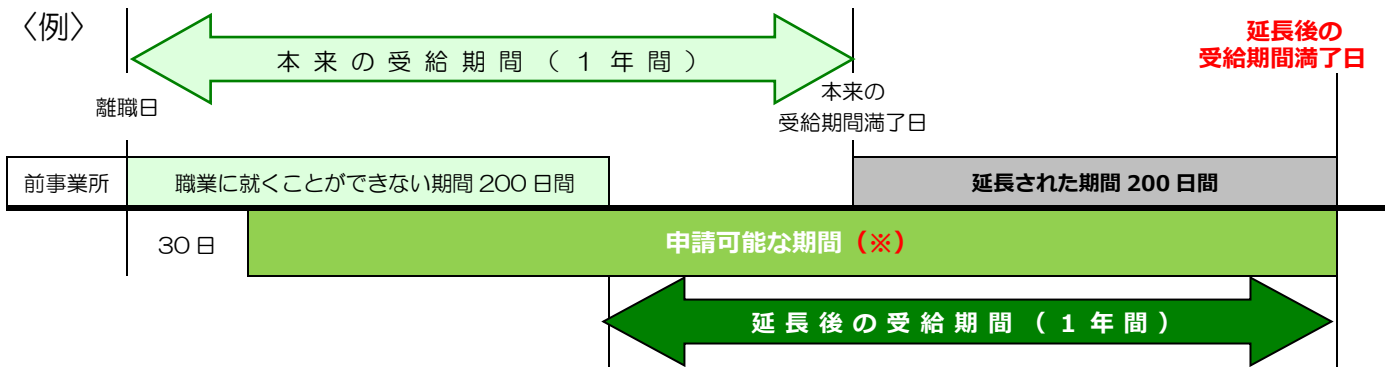 〈例〉
本来の受給期間（１年間）
延長後の
受給期間満了日
離職日
本来の
受給期間満了日
前事業所
職業に就くことができない期間 200 日間
延長された期間 200 日間
30 日
申請可能な期間（※）
延長後の受給期間（１年間）